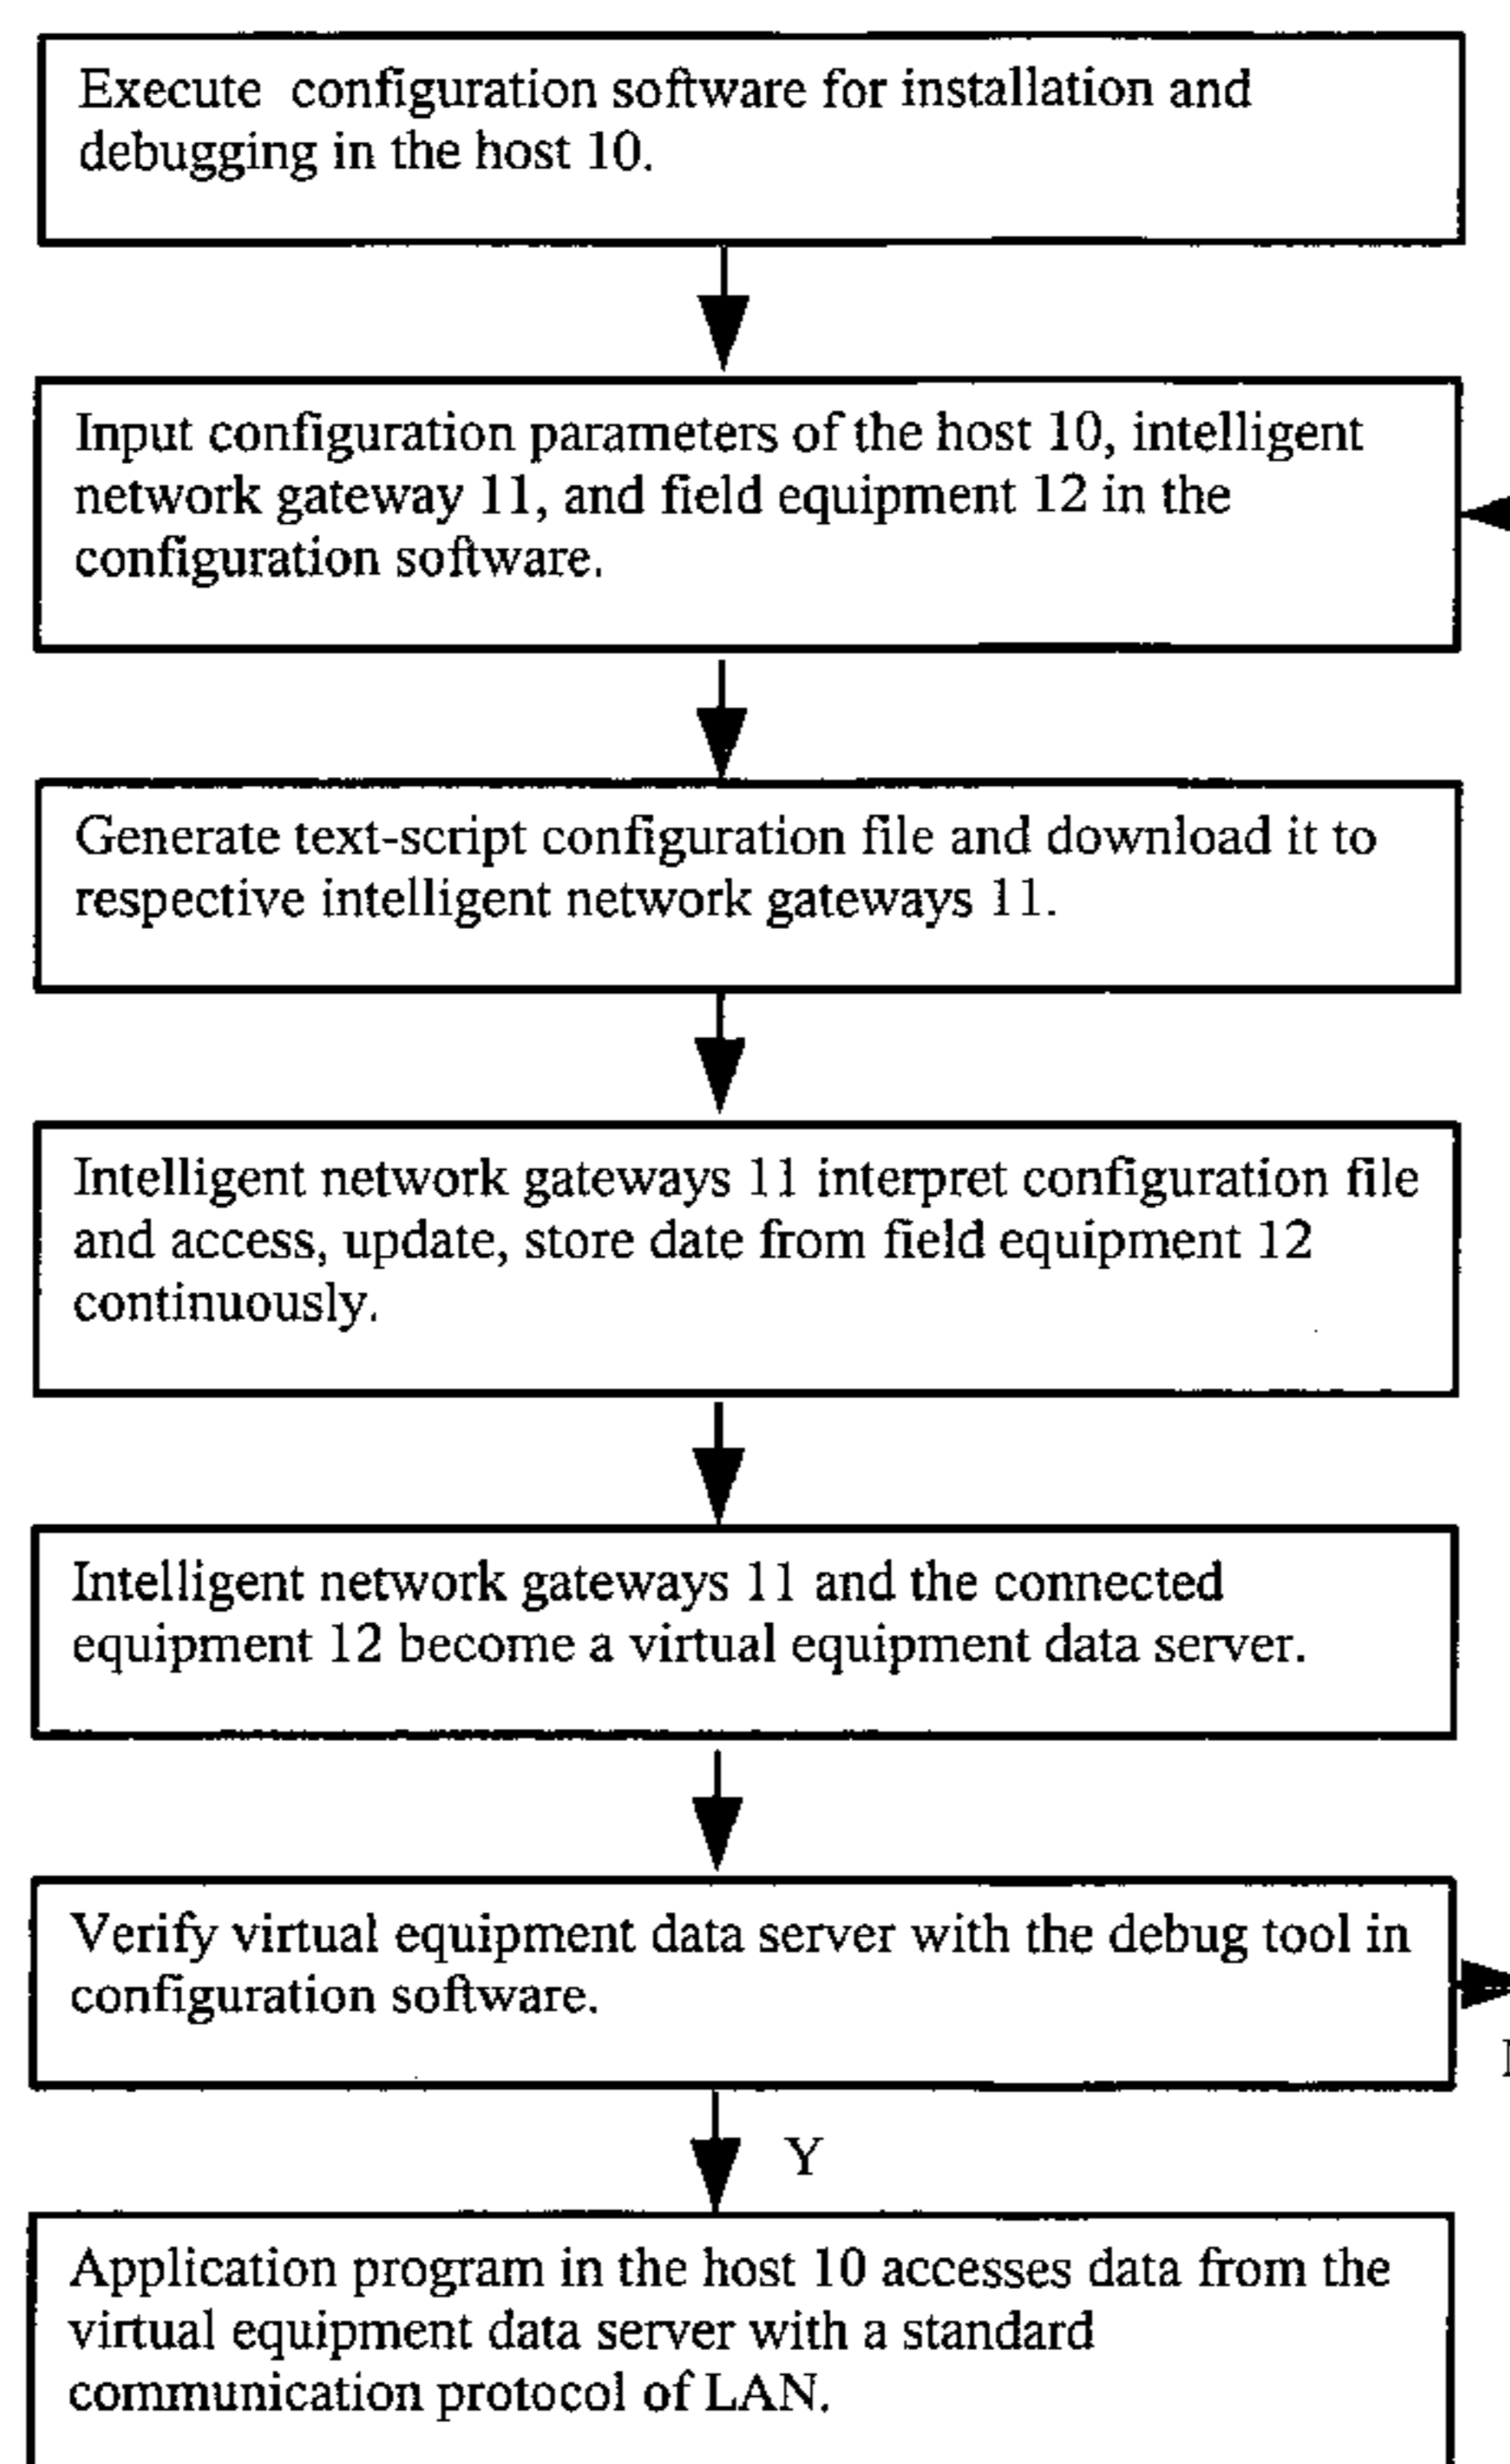 Execute configuration software for installation and
debugging in the host 10.
Input configuration parameters of the host 10, intelligent
network gateway 11, and field equipment 12 in the
configuration software.
Generate text-script configuration file and download it to
respective intelligent network gateways 11.
Intelligent network gateways 11 interpret configuration file
and access, update, store date from field equipment 12
continuously.
Intelligent network gateways 11 and the connected
equipment 12 become a virtual equipment data server.
Verify virtual equipment data server with the debug tool in
configuration software.
Y
Application program in the host 10 accesses data from the
virtual equipment data server with a standard
communication protocol of LAN.